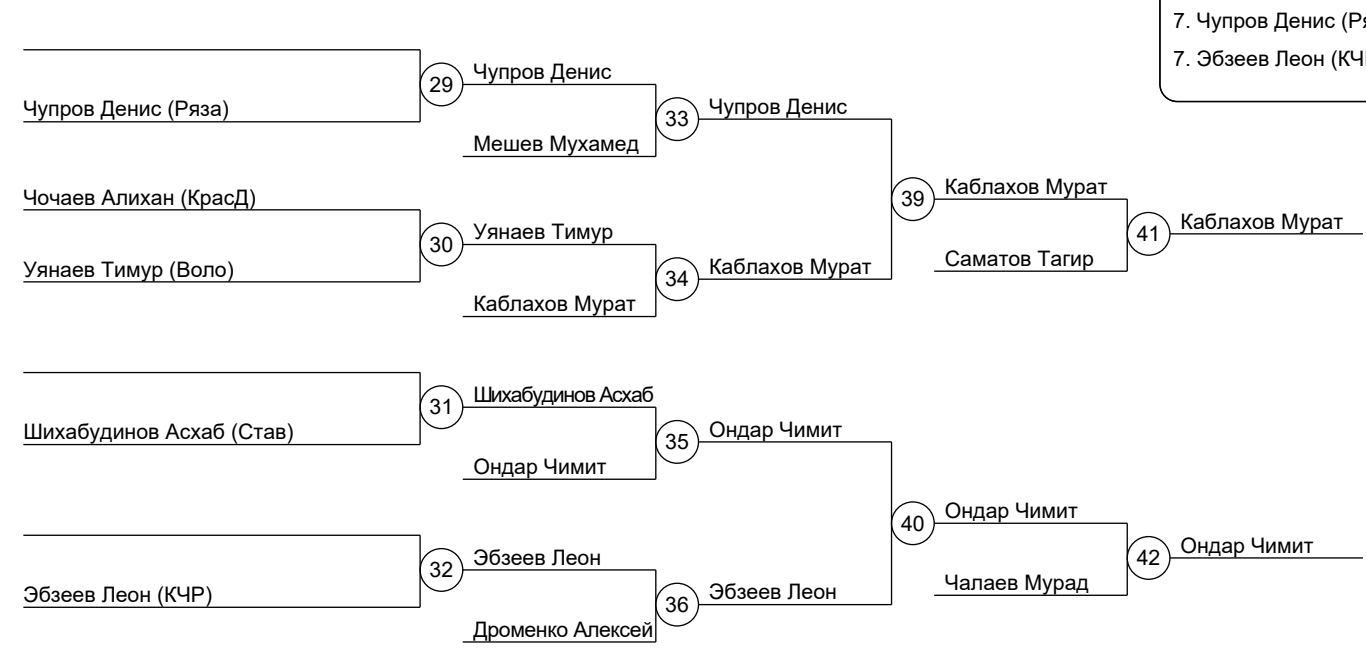 7. Чупров Денис (Ря
7. Эбзеев Леон (КЧ
29
Чупров Денис
Чупров Денис (Ряза)
33
Чупров Денис
Мешев Мухамед
Чочаев Алихан (КрасД)
30
Уянаев Тимур
Уянаев Тимур (Воло)
34
Каблахов Мурат
Каблахов Мурат
39
Каблахов Мурат
Саматов Тагир
41
Каблахов Мурат
31
Шихабудинов Асхаб
Шихабудинов Асхаб (Став)
35
Ондар Чимит
Ондар Чимит
32
Эбзеев Леон
Эбзеев Леон (КЧР)
36
Эбзеев Леон
Дроменко Алексей
40
Ондар Чимит
Чалаев Мурад
42
Ондар Чимит